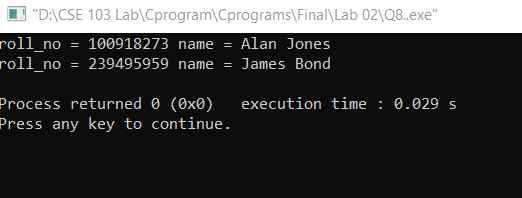 "D:\CSE 103 Lab\Cprogram\Cprograms\Final\Lab 02\Q8..exe"
roll_no = 100918273 name = Alan Jones
roll_no = 239495959 name = James Bond
Process returned 0 (0x0)   execution time : 0.029 s
Press any key to continue.